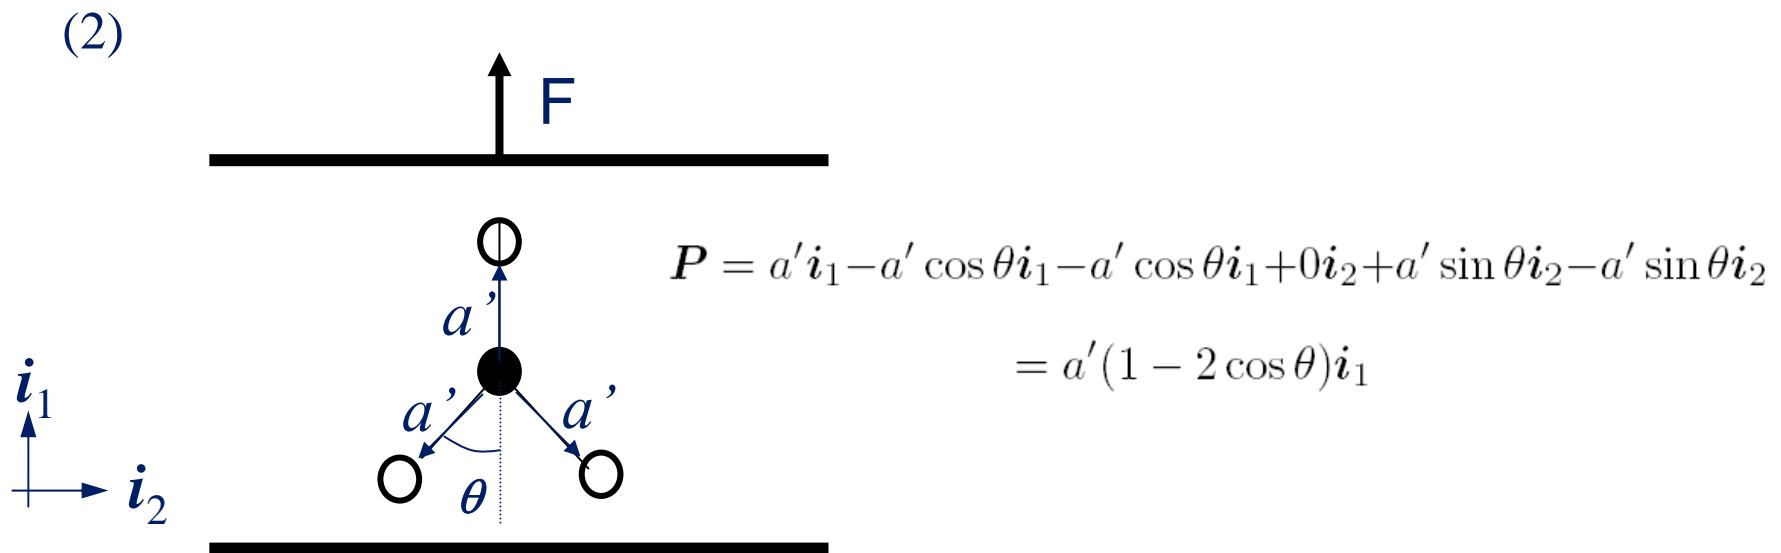 (2)
F
𝑷 = a′𝒊₁−a′ cos θ𝒊₁−a′ cos θ𝒊₁+0𝒊₂+a′ sin θ𝒊₂−a′ sin θ𝒊₂
= a′(1 − 2 cos θ)𝒊₁
a’
a’
a’
θ
𝒊₁
𝒊₂